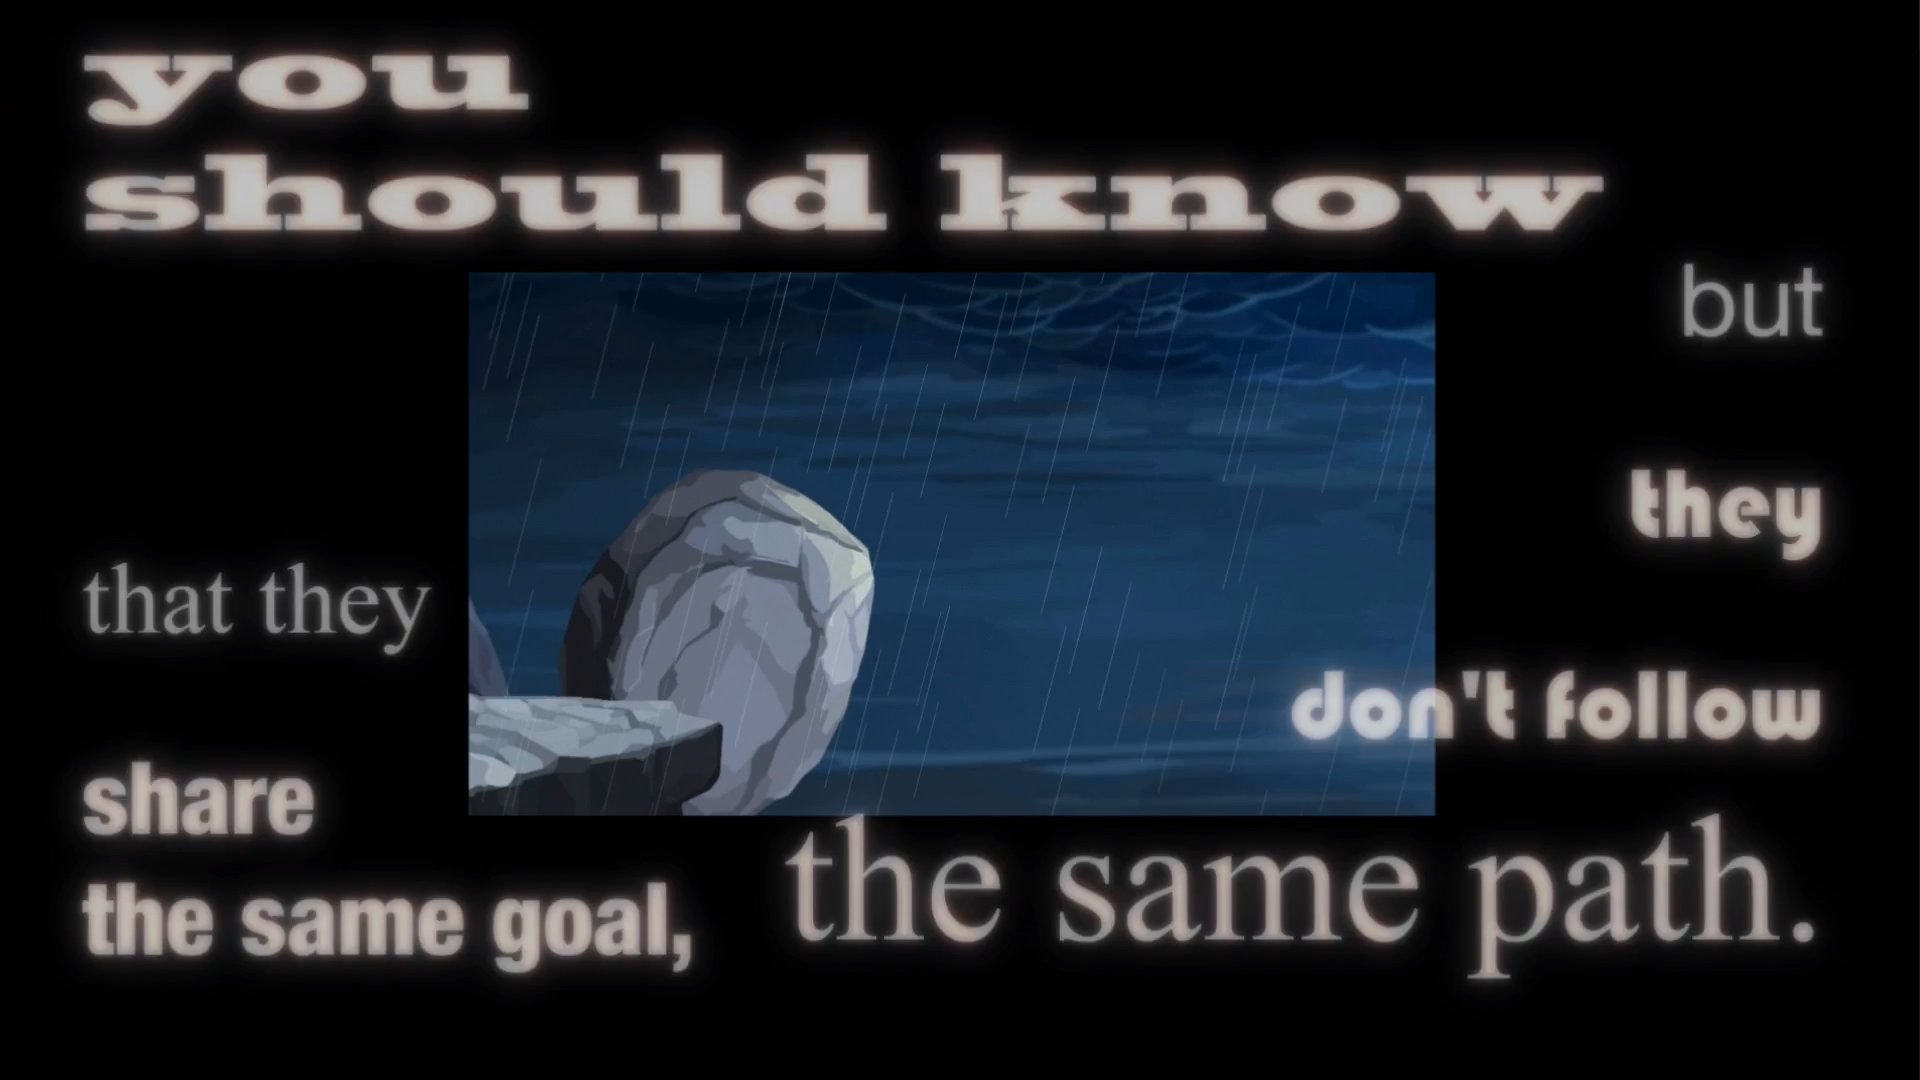 you
should know
that they
share
the same goal,
but
they
don't follow
the same path.